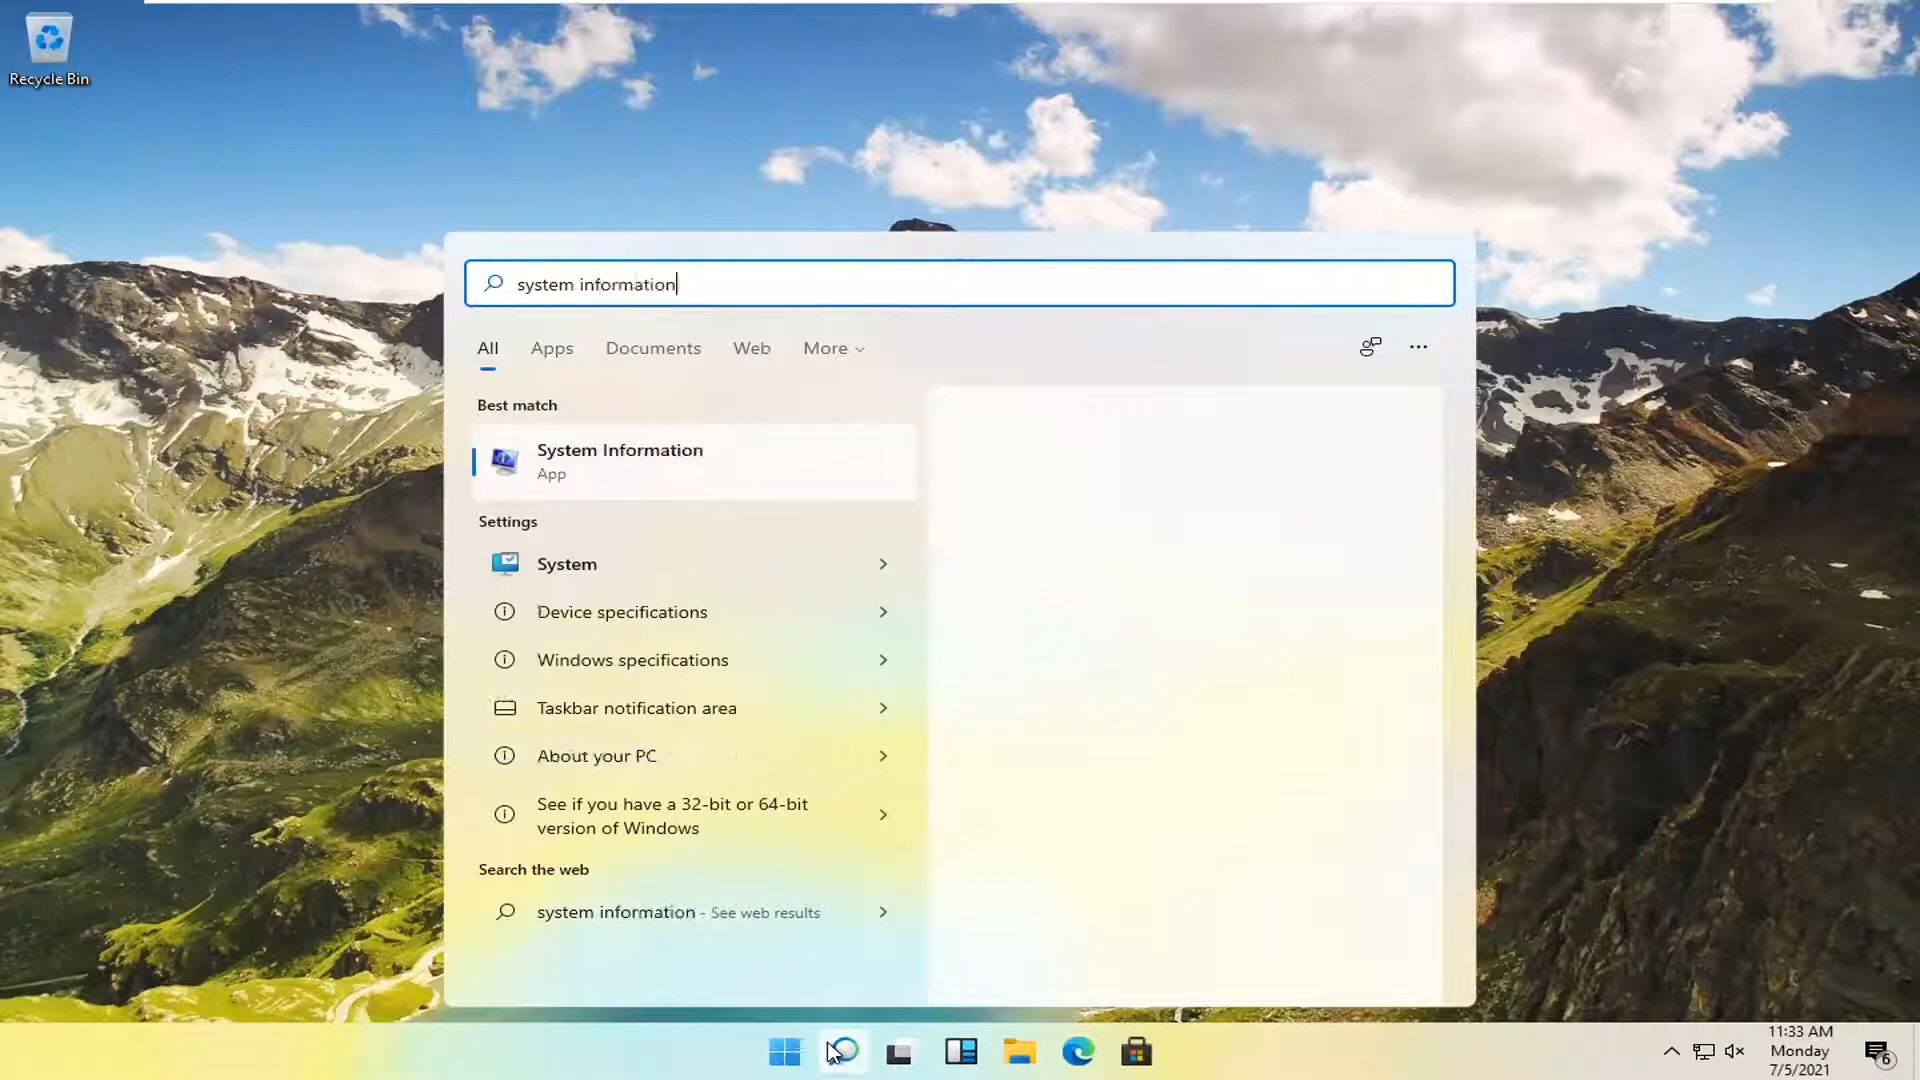 Recycle Bin
system information
All
Apps
Documents
Web
More
Best match
System Information
App
Settings
System
Device specifications
Windows specifications
Taskbar notification area
About your PC
See if you have a 32-bit or 64-bit
version of Windows
Search the web
system information - See web results
11:33 AM
Monday
7/5/2021
6